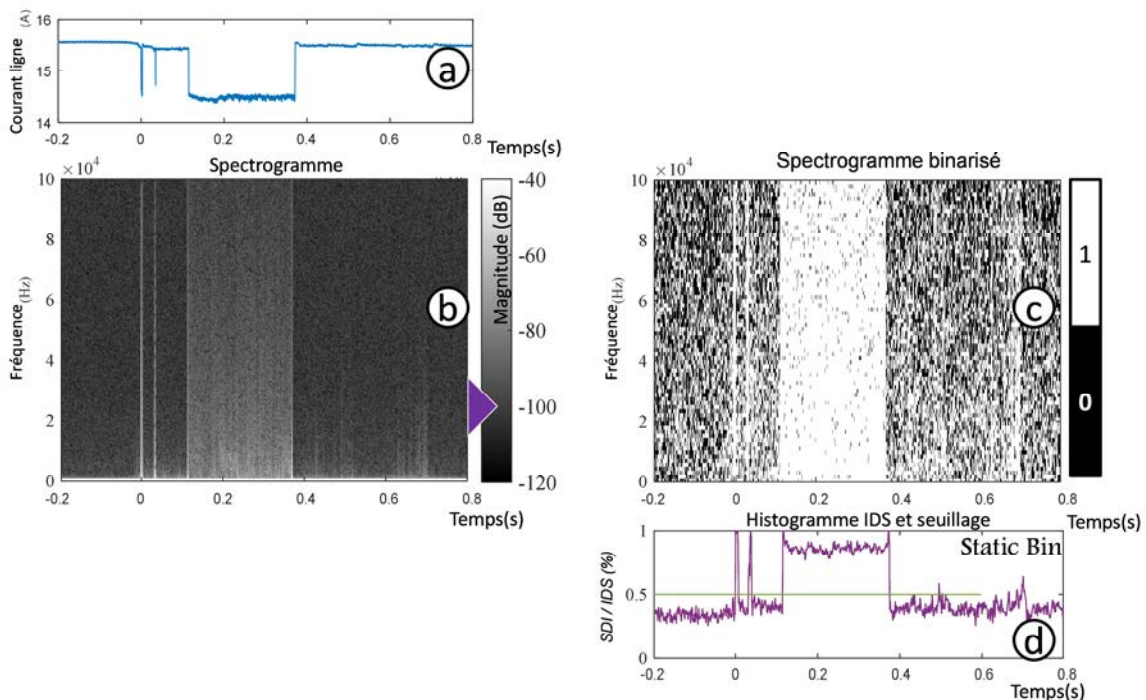 (A)
16
15
14
Courant ligne
a
-0.2 0 0.2 0.4 0.6 0.8
Temps(s)
Spectrogramme
×10⁴
10
8
6
4
2
0
Fréquence(Hz)
b
-0.2 0 0.2 0.4 0.6 0.8
Temps(s)
Magnitude (dB)
-40
-60
-80
-100
-120
Spectrogramme binarisé
×10⁴
10
8
6
4
2
0
Fréquence(Hz)
c
1
0
-0.2 0 0.2 0.4 0.6 0.8
Temps(s)
Histogramme IDS et seuillage
1
0.5
0
SDI / IDS (%)
Static Bin
d
-0.2 0 0.2 0.4 0.6 0.8
Temps(s)